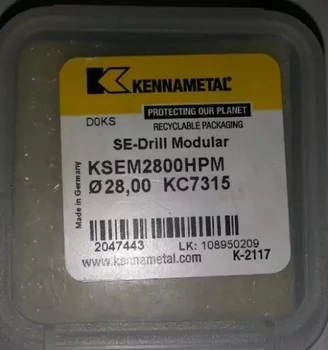 KENNAMETAL®
D0KS
PROTECTING OUR PLANET
RECYCLABLE PACKAGING
SE-Drill Modular
KSEM2800HPM
Ø28,00 KC7315
Made in Germany
2047443 LK: 108950209
www.kennametal.com K-2117